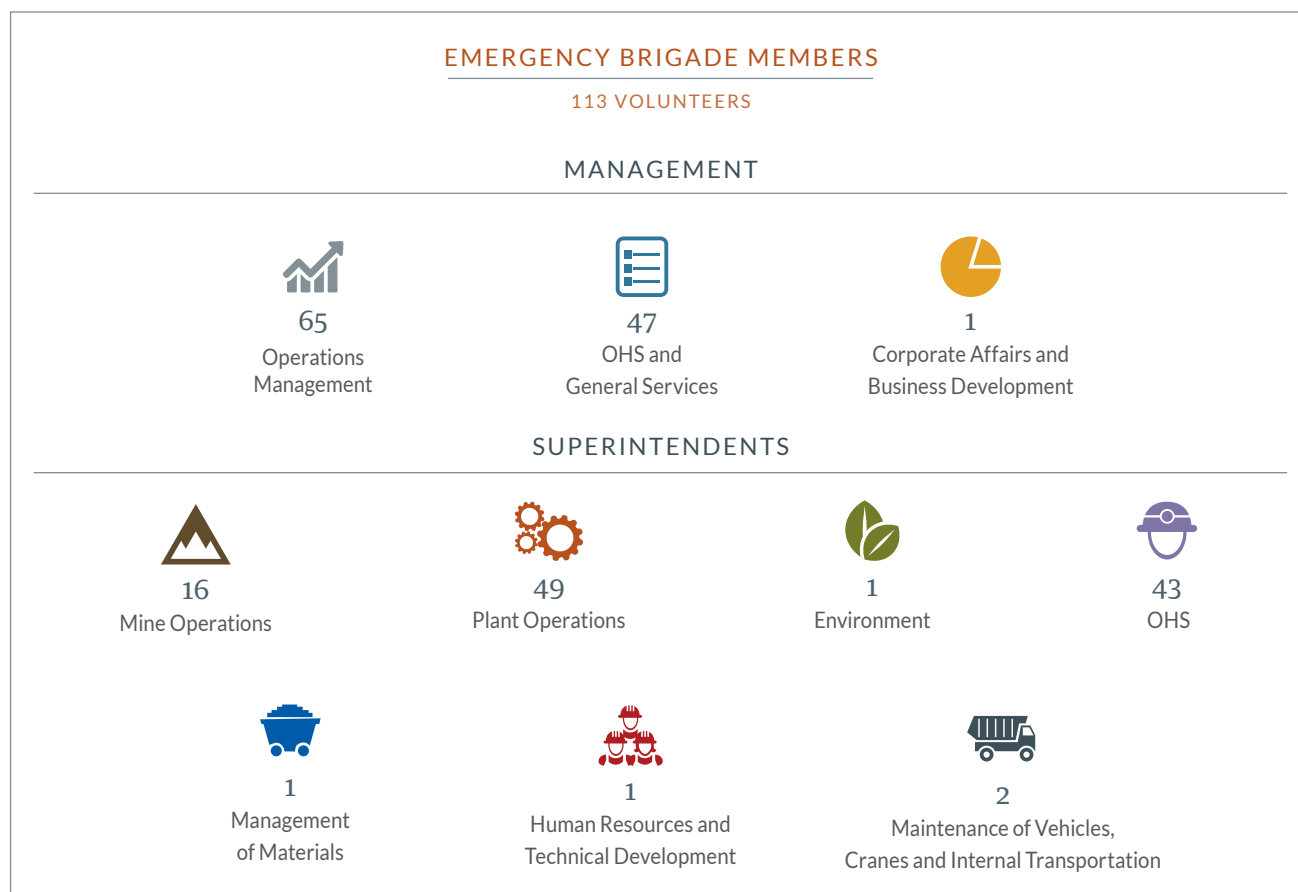 EMERGENCY BRIGADE MEMBERS
113 VOLUNTEERS
MANAGEMENT
65
Operations
Management
47
OHS and
General Services
1
Corporate Affairs and
Business Development
SUPERINTENDENTS
16
Mine Operations
49
Plant Operations
1
Environment
43
OHS
1
Management
of Materials
1
Human Resources and
Technical Development
2
Maintenance of Vehicles,
Cranes and Internal Transportation